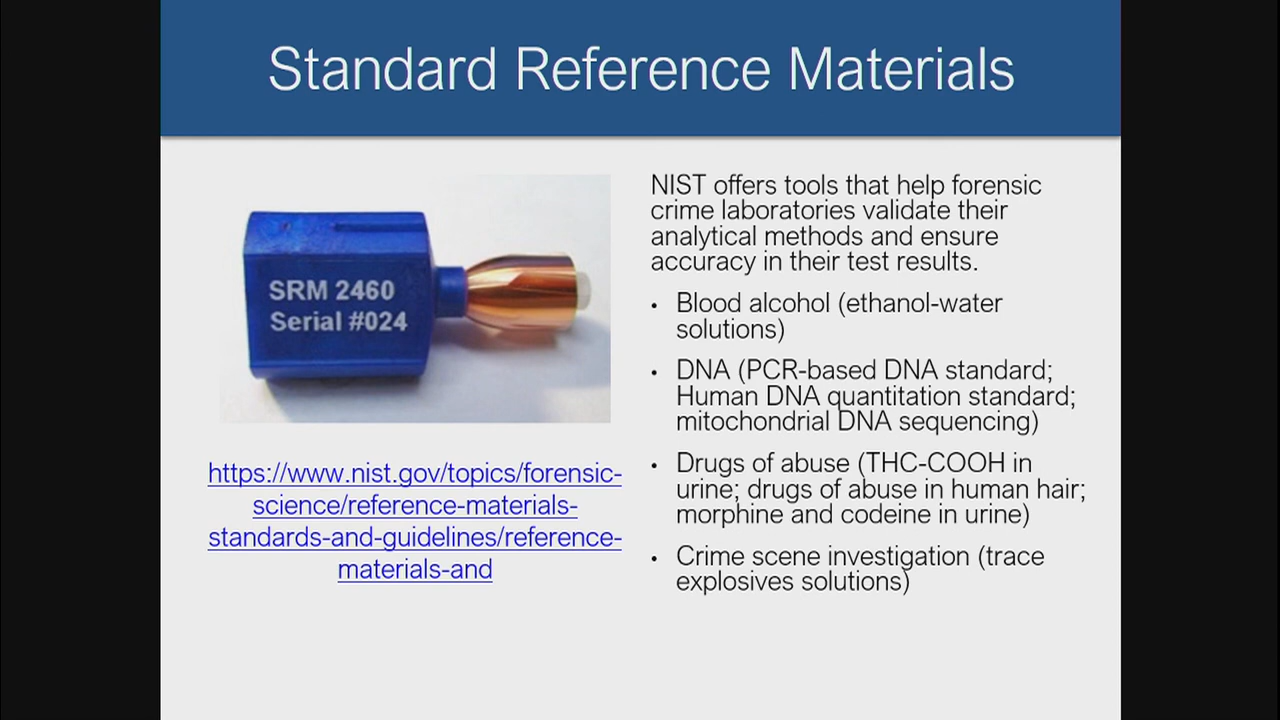 Standard Reference Materials
SRM 2460
Serial #024
https://www.nist.gov/topics/forensic-
science/reference-materials-
standards-and-guidelines/reference-
materials-and
NIST offers tools that help forensic
crime laboratories validate their
analytical methods and ensure
accuracy in their test results.
• Blood alcohol (ethanol-water
solutions)
• DNA (PCR-based DNA standard;
Human DNA quantitation standard;
mitochondrial DNA sequencing)
• Drugs of abuse (THC-COOH in
urine; drugs of abuse in human hair;
morphine and codeine in urine)
• Crime scene investigation (trace
explosives solutions)